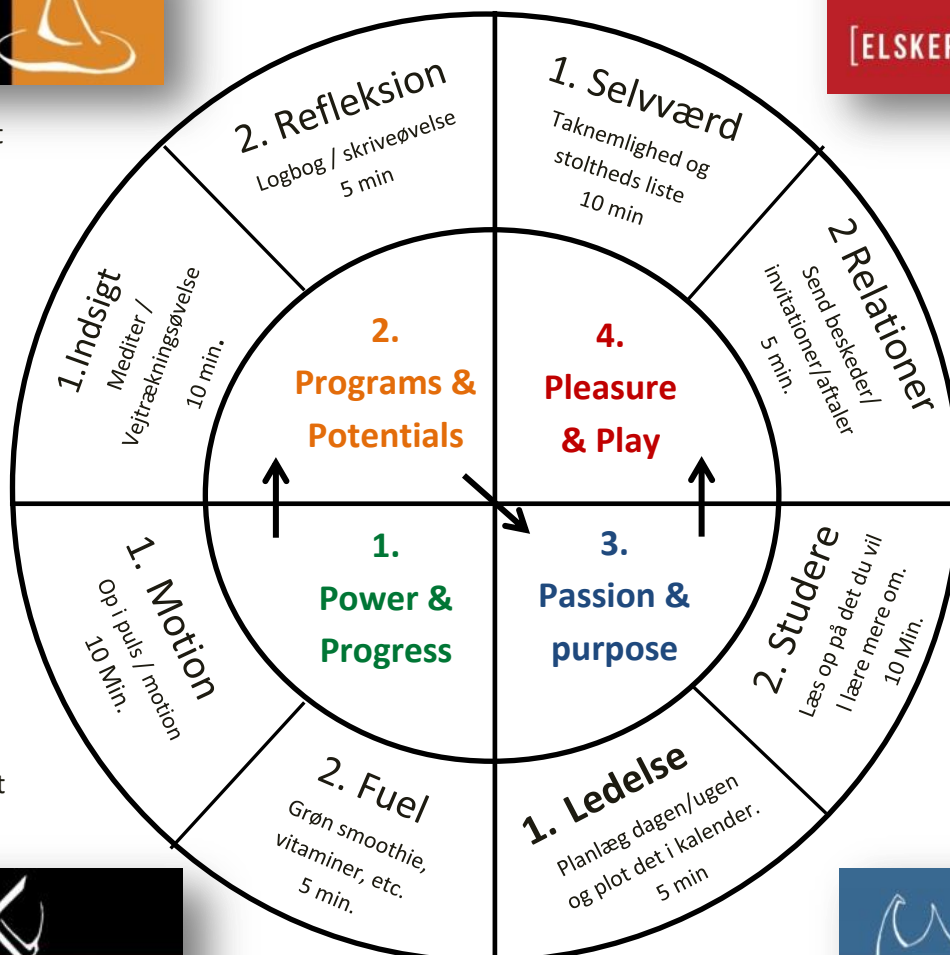 [ELSKER
t
2. Refleksion
Logbog / skriveøvelse
5 min
1. Selvværd
Taknemlighed og
stoltheds liste
10 min
1.Indsigt
Mediter /
Vejtrækningsøvelse
10 min.
2 Relationer
Send beskeder/
invitationer/aftaler
5 min.
2.
Programs &
Potentials
4.
Pleasure
& Play
1.
Power &
Progress
3.
Passion &
purpose
1. Motion
Op i puls / motion
10 Min.
2. Studere
Læs op på det du vil
I lære mere om.
10 Min.
t
2. Fuel
Grøn smoothie,
vitaminer, etc.
5 min.
1. Ledelse
Planlæg dagen/ugen
og plot det i kalender.
5 min